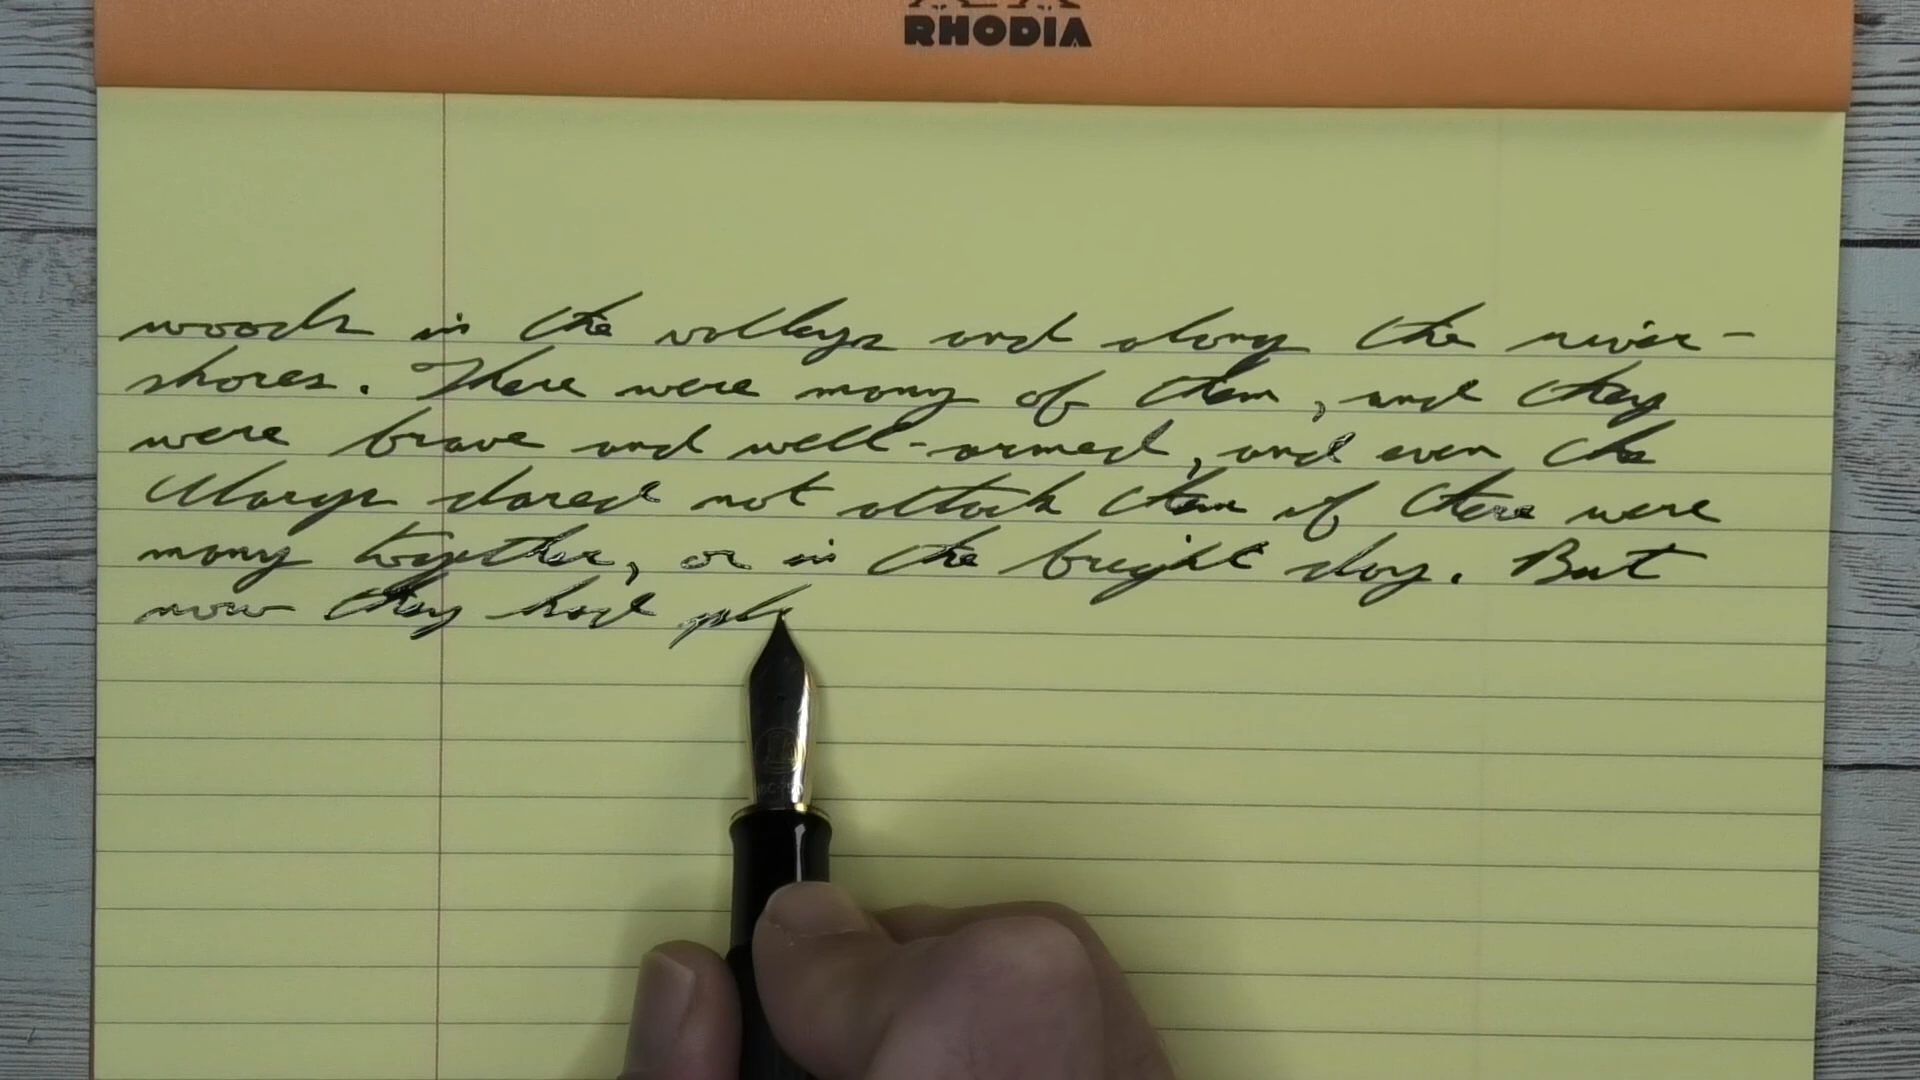 RHODIA
woods in the valleys and along the river-
shores. There were many of them, and they
were brave and well-armed, and even the
Wargs dared not attack them if there were
many together, or in the bright day. But
now they had pl